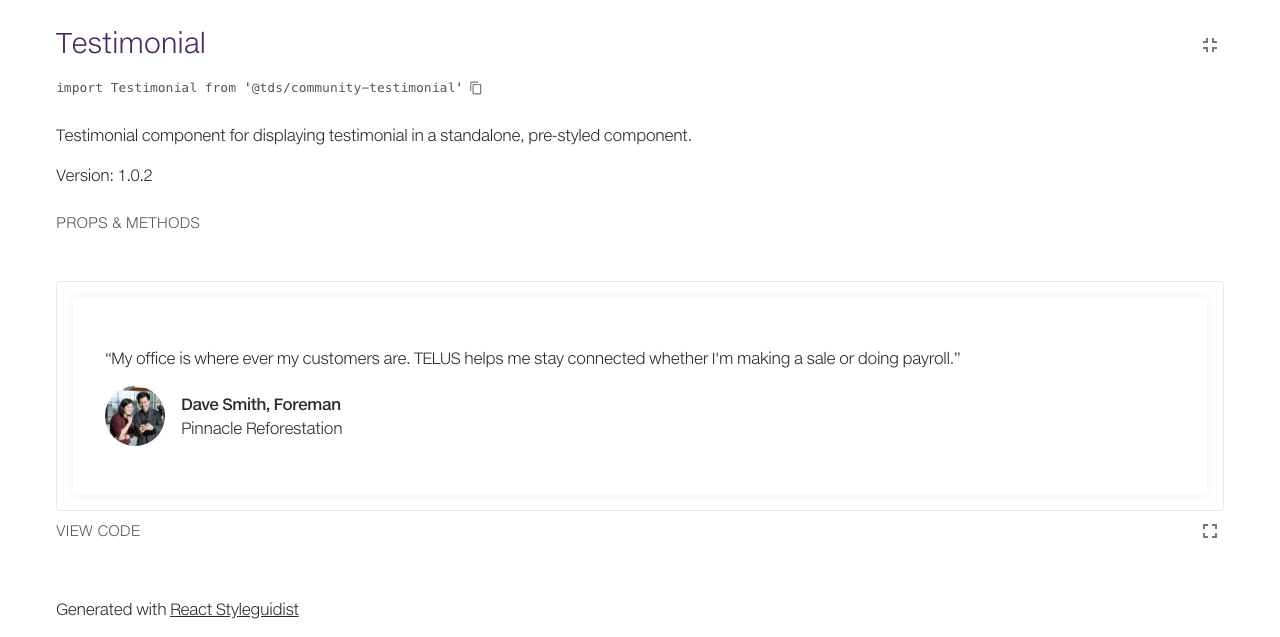 Testimonial
import Testimonial from '@tds/community-testimonial'
Testimonial component for displaying testimonial in a standalone, pre-styled component.
Version: 1.0.2
PROPS & METHODS
“My office is where ever my customers are. TELUS helps me stay connected whether I'm making a sale or doing payroll.”
Dave Smith, Foreman
Pinnacle Reforestation
VIEW CODE
Generated with React Styleguidist